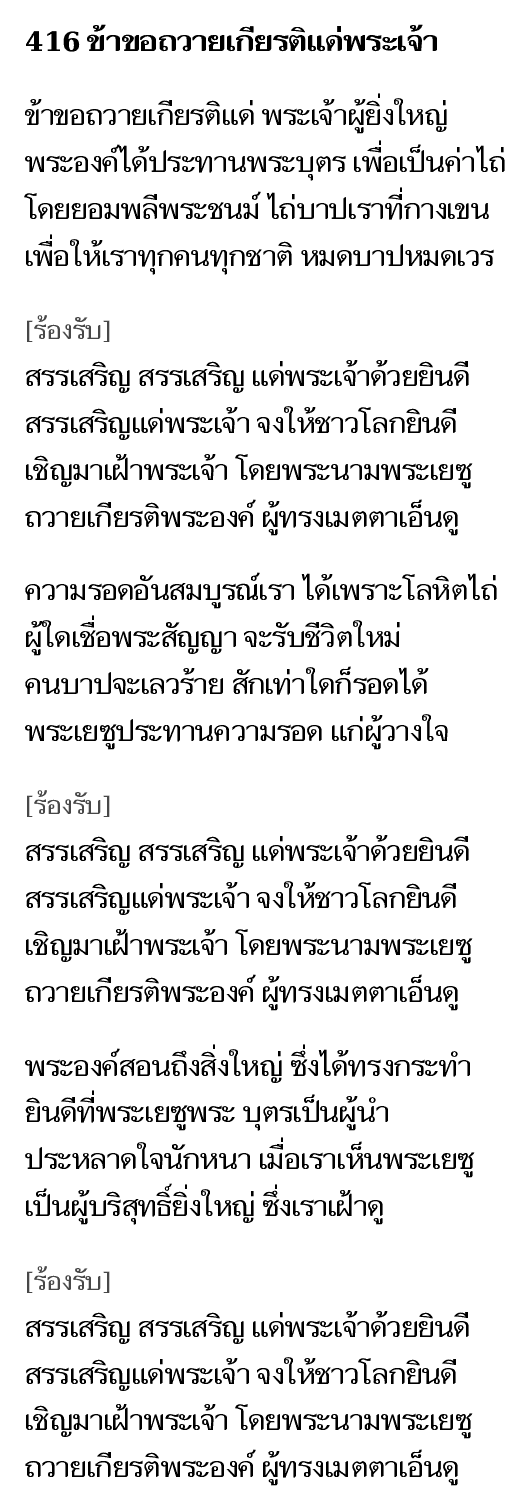 416 ข้าขอถวายเกียรติแด่พระเจ้า
ข้าขอถวายเกียรติแด่ พระเจ้าผู้ยิ่งใหญ่
พระองค์ได้ประทานพระบุตร เพื่อเป็นค่าไถ่
โดยยอมพลีพระชนม์ ไถ่บาปเราที่กางเขน
เพื่อให้เราทุกคนทุกชาติ หมดบาปหมดเวร
[ร้องรับ]
สรรเสริญ สรรเสริญ แด่พระเจ้าด้วยยินดี
สรรเสริญแด่พระเจ้า จงให้ชาวโลกยินดี
เชิญมาเฝ้าพระเจ้า โดยพระนามพระเยซู
ถวายเกียรติพระองค์ ผู้ทรงเมตตาเอ็นดู
ความรอดอันสมบูรณ์เรา ได้เพราะโลหิตไถ่
ผู้ใดเชื่อพระสัญญา จะรับชีวิตใหม่
คนบาปจะเลวร้าย สักเท่าใดก็รอดได้
พระเยซูประทานความรอด แก่ผู้วางใจ
[ร้องรับ]
สรรเสริญ สรรเสริญ แด่พระเจ้าด้วยยินดี
สรรเสริญแด่พระเจ้า จงให้ชาวโลกยินดี
เชิญมาเฝ้าพระเจ้า โดยพระนามพระเยซู
ถวายเกียรติพระองค์ ผู้ทรงเมตตาเอ็นดู
พระองค์สอนถึงสิ่งใหญ่ ซึ่งได้ทรงกระทำ
ยินดีที่พระเยซูพระ บุตรเป็นผู้นำ
ประหลาดใจนักหนา เมื่อเราเห็นพระเยซู
เป็นผู้บริสุทธิ์ยิ่งใหญ่ ซึ่งเราเฝ้าดู
[ร้องรับ]
สรรเสริญ สรรเสริญ แด่พระเจ้าด้วยยินดี
สรรเสริญแด่พระเจ้า จงให้ชาวโลกยินดี
เชิญมาเฝ้าพระเจ้า โดยพระนามพระเยซู
ถวายเกียรติพระองค์ ผู้ทรงเมตตาเอ็นดู